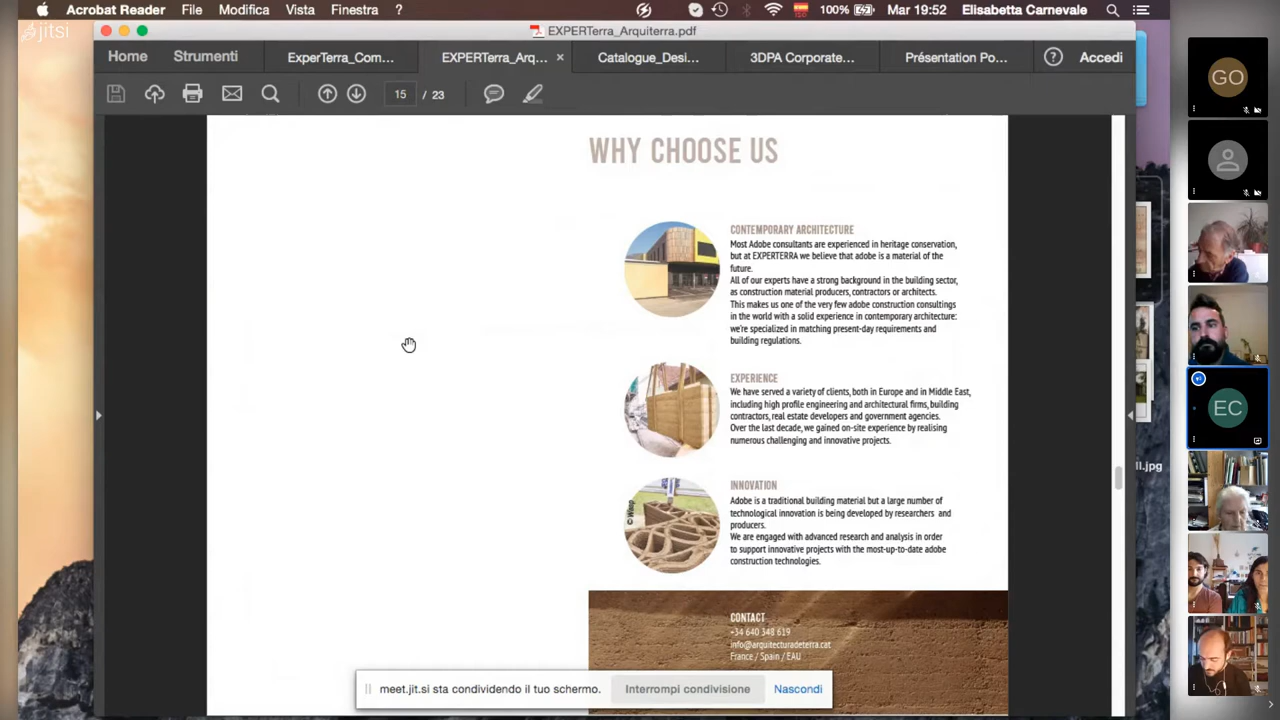 Acrobat Reader File Modifica Vista Finestra ? 100% Mar 19:52 Elisabetta Carnevale
jitsi
EXPERTerra_Arquiterra.pdf
Home Strumenti ExperTerra_Com... EXPERTerra_Arq... × Catalogue_Desi... 3DPA Corporate... Présentation Po... ? Accedi
15 / 23
GO
WHY CHOOSE US
CONTEMPORARY ARCHITECTURE
Most Adobe consultants are experienced in heritage conservation,
but at EXPERTERRA we believe that adobe is a material of the
future.
All of our experts have a strong background in the building sector,
as construction material producers, contractors or architects.
This makes us one of the very few adobe construction consultings
in the world with a solid experience in contemporary architecture:
we're specialized in matching present-day requirements and
building regulations.
EXPERIENCE
We have served a variety of clients, both in Europe and in Middle East,
including high profile engineering and architectural firms, building
contractors, real estate developers and government agencies.
Over the last decade, we gained on-site experience by realising
numerous challenging and innovative projects.
EC
ll.jpg
INNOVATION
Adobe is a traditional building material but a large number of
technological innovation is being developed by researchers and
producers.
We are engaged with advanced research and analysis in order
to support innovative projects with the most-up-to-date adobe
construction technologies.
© Wasp
CONTACT
+34 640 348 619
info@arquitecturadeterra.cat
France / Spain / EAU
meet.jit.si sta condividendo il tuo schermo. Interrompi condivisione Nascondi